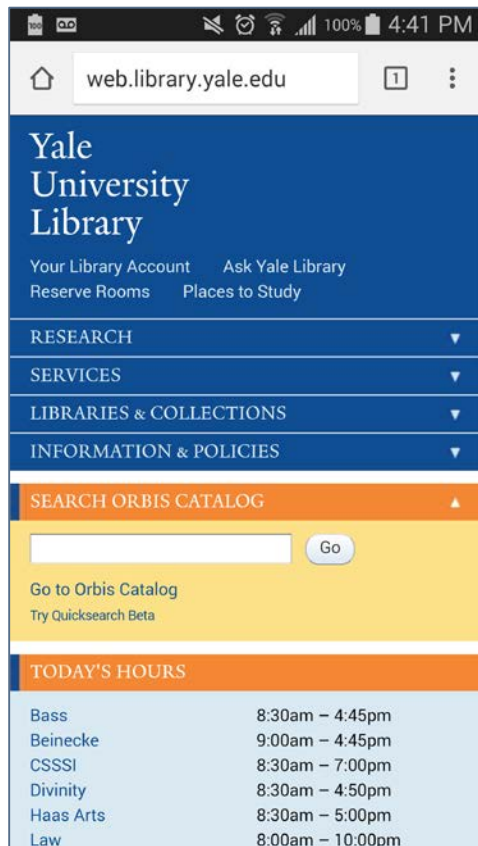 100
100% 4:41 PM
web.library.yale.edu 1
Yale
University
Library
Your Library Account Ask Yale Library
Reserve Rooms Places to Study
RESEARCH
SERVICES
LIBRARIES & COLLECTIONS
INFORMATION & POLICIES
SEARCH ORBIS CATALOG
Go
Go to Orbis Catalog
Try Quicksearch Beta
TODAY'S HOURS
Bass 8:30am – 4:45pm
Beinecke 9:00am – 4:45pm
CSSSI 8:30am – 7:00pm
Divinity 8:30am – 4:50pm
Haas Arts 8:30am – 5:00pm
Law 8:00am – 10:00pm